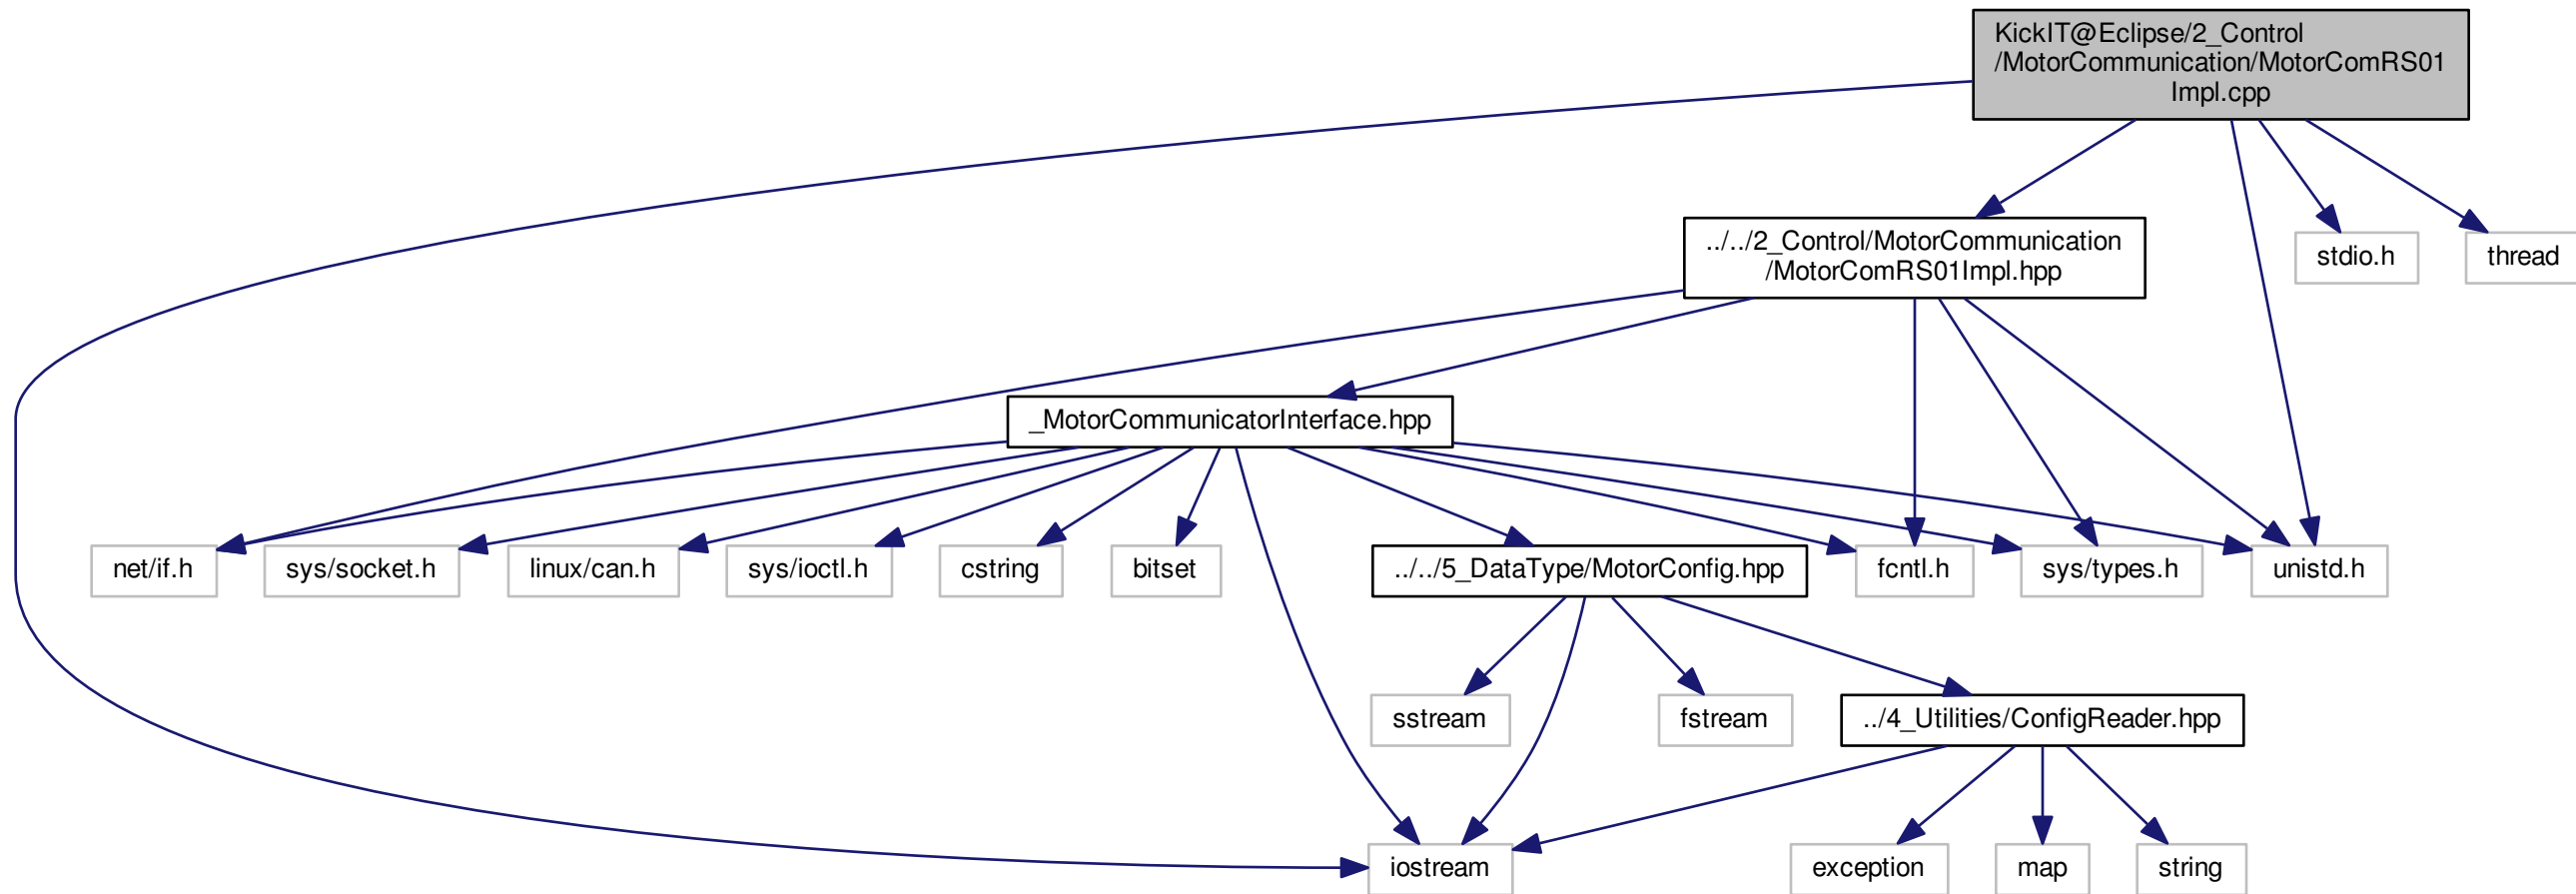 KickIT@Eclipse/2_Control
/MotorCommunication/MotorComRS01
Impl.cpp
../../2_Control/MotorCommunication
/MotorComRS01Impl.hpp
stdio.h
thread
_MotorCommunicatorInterface.hpp
net/if.h
sys/socket.h
linux/can.h
sys/ioctl.h
cstring
bitset
../../5_DataType/MotorConfig.hpp
fcntl.h
sys/types.h
unistd.h
sstream
fstream
../4_Utilities/ConfigReader.hpp
iostream
exception
map
string